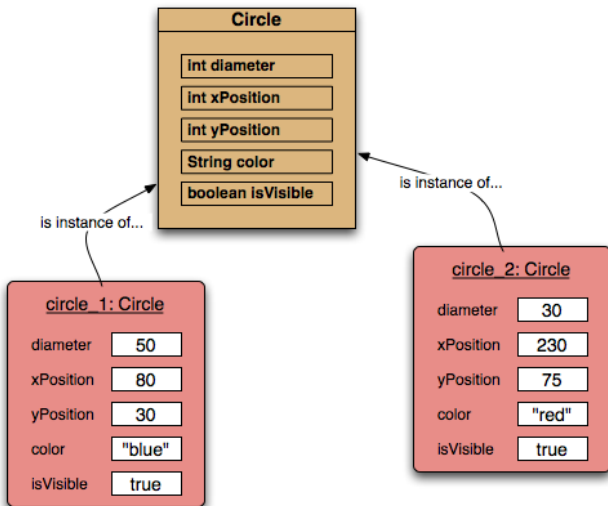 Circle
int diameter
int xPosition
int yPosition
String color
boolean isVisible
is instance of...
is instance of...
circle_1: Circle
diameter 50
xPosition 80
yPosition 30
color "blue"
isVisible true
circle_2: Circle
diameter 30
xPosition 230
yPosition 75
color "red"
isVisible true